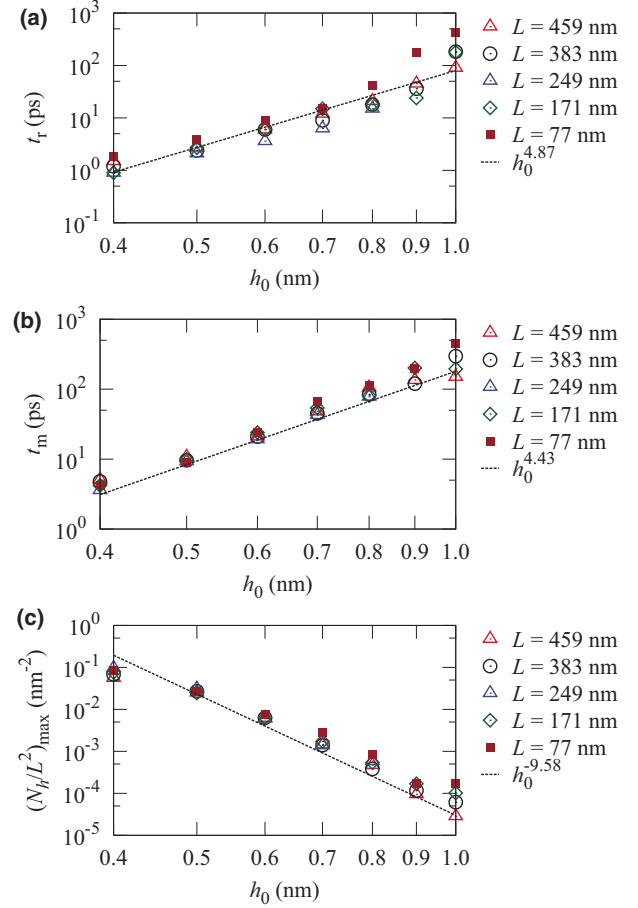 (a)
10^3
10^2
10^1
10^0
10^-1
t_r (ps)
0.4 0.5 0.6 0.7 0.8 0.9 1.0
h_0 (nm)
L = 459 nm
L = 383 nm
L = 249 nm
L = 171 nm
L = 77 nm
h_0^4.87
(b)
10^3
10^2
10^1
10^0
t_m (ps)
0.4 0.5 0.6 0.7 0.8 0.9 1.0
h_0 (nm)
L = 459 nm
L = 383 nm
L = 249 nm
L = 171 nm
L = 77 nm
h_0^4.43
(c)
10^0
10^-1
10^-2
10^-3
10^-4
10^-5
(N_h/L^2)_max (nm^-2)
0.4 0.5 0.6 0.7 0.8 0.9 1.0
h_0 (nm)
L = 459 nm
L = 383 nm
L = 249 nm
L = 171 nm
L = 77 nm
h_0^-9.58